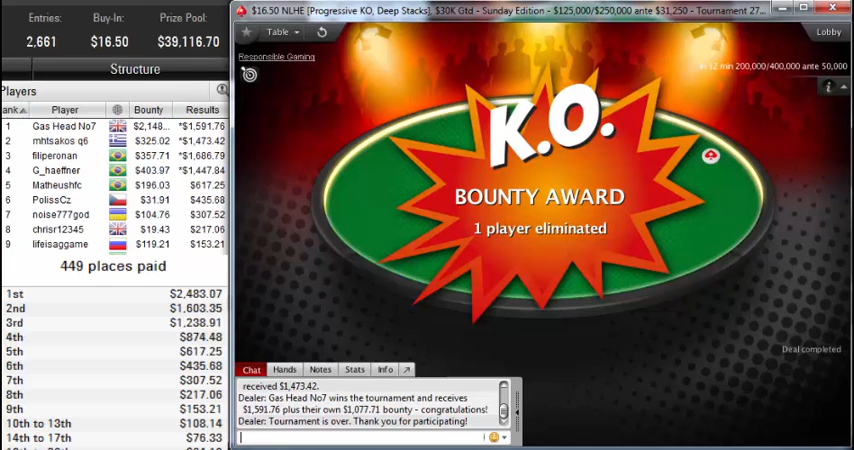 $16.50 NLHE [Progressive KO, Deep Stacks], $30K Gtd - Sunday Edition - $125,000/$250,000 ante $31,250 - Tournament 27...
Entries: Buy-In: Prize Pool:
2,661 $16.50 $39,116.70
Table Lobby
Structure
Responsible Gaming
12 min 200,000/400,000 ante 50,000
Players
ank Player Bounty Results
1 Gas Head No7 $2,148... *$1,591.76
2 mhtsakos q6 $325.02 *$1,473.42
3 filiperonan $357.71 *$1,686.79
4 G_haeffner $403.97 *$1,447.84
5 Matheushfc $196.03 $617.25
6 PolissCz $31.91 $435.68
7 noise777god $104.76 $307.52
8 chrisr12345 $19.43 $217.06
9 lifeisaggame $119.21 $153.21
449 places paid
1st $2,483.07
2nd $1,603.35
3rd $1,238.91
4th $874.48
5th $617.25
6th $435.68
7th $307.52
8th $217.06
9th $153.21
10th to 13th $108.14
14th to 17th $76.33
K.O.
BOUNTY AWARD
1 player eliminated
Deal completed
Chat Hands Notes Stats Info
received $1,473.42.
Dealer: Gas Head No7 wins the tournament and receives
$1,591.76 plus their own $1,077.71 bounty - congratulations!
Dealer: Tournament is over. Thank you for participating!